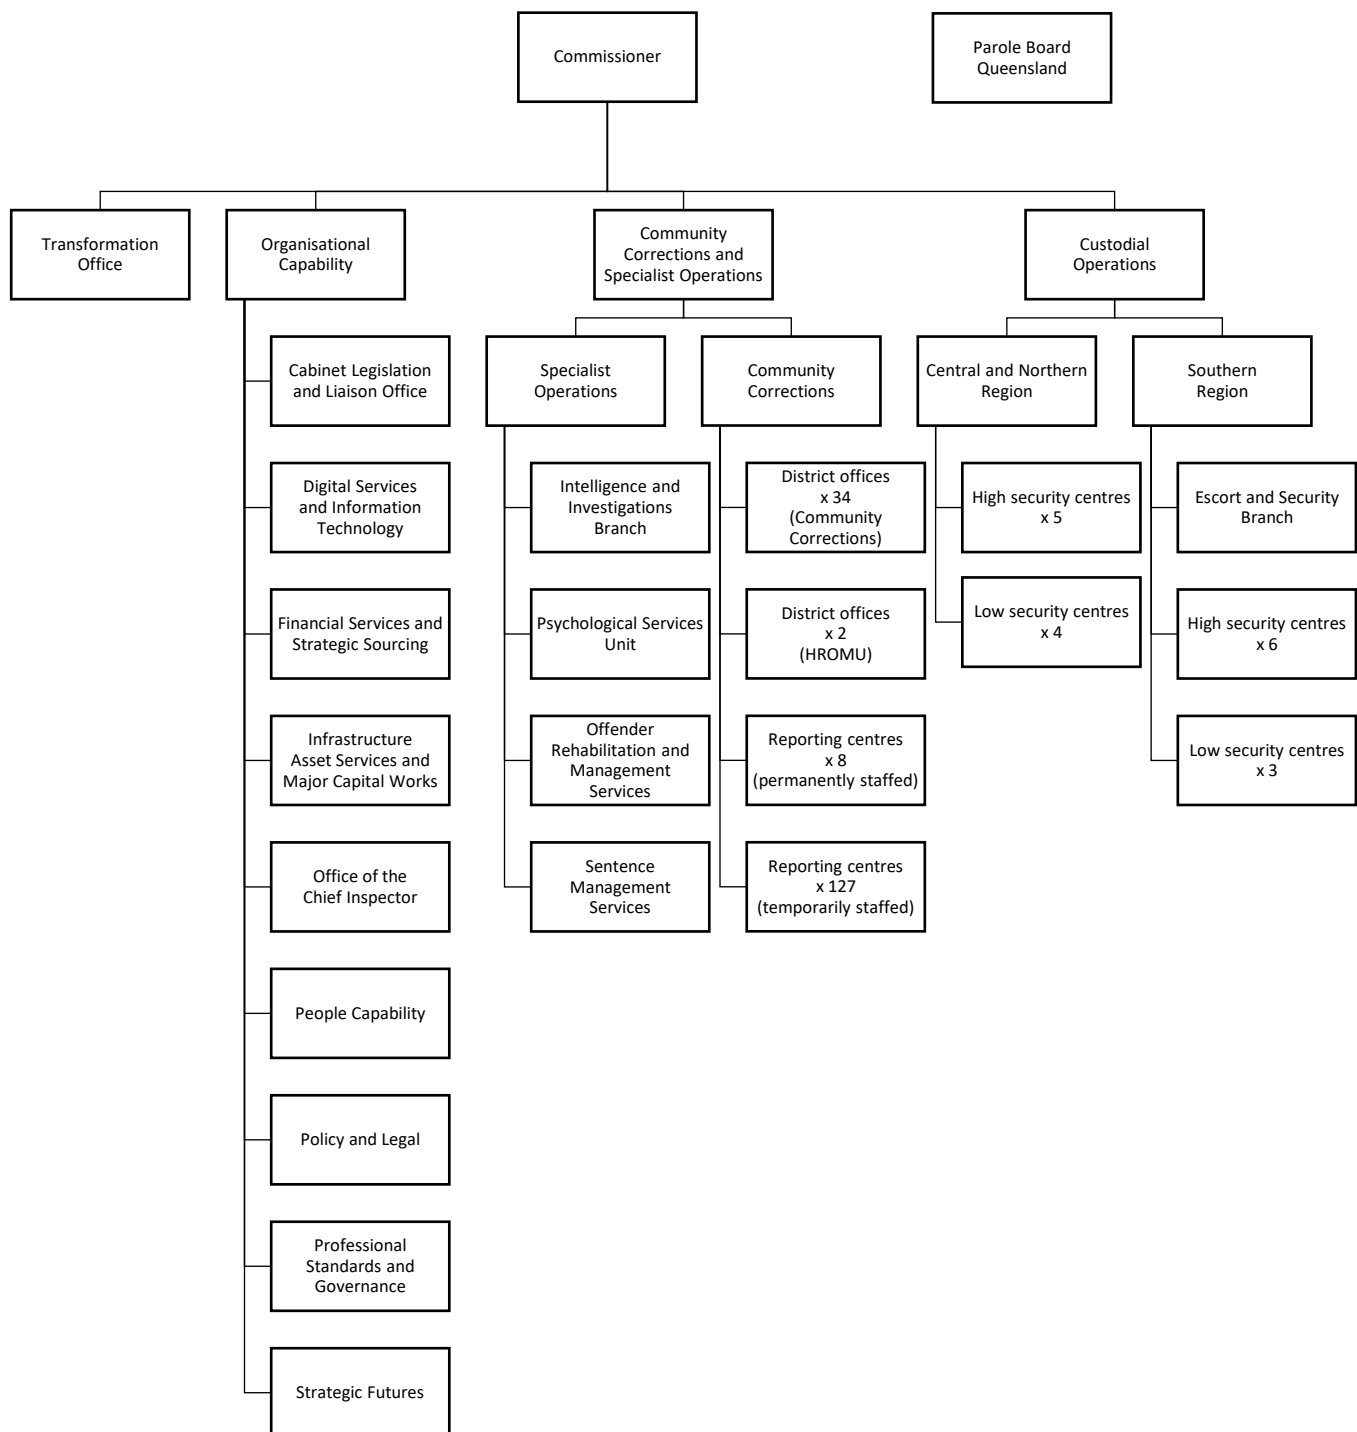 Commissioner
Parole Board
Queensland
Transformation
Office
Organisational
Capability
Community
Corrections and
Specialist Operations
Custodial
Operations
Cabinet Legislation
and Liaison Office
Digital Services
and Information
Technology
Financial Services and
Strategic Sourcing
Infrastructure
Asset Services and
Major Capital Works
Office of the
Chief Inspector
People Capability
Policy and Legal
Professional
Standards and
Governance
Strategic Futures
Specialist
Operations
Intelligence and
Investigations
Branch
Psychological Services
Unit
Offender
Rehabilitation and
Management
Services
Sentence
Management
Services
Community
Corrections
District offices
x 34
(Community
Corrections)
District offices
x 2
(HROMU)
Reporting centres
x 8
(permanently staffed)
Reporting centres
x 127
(temporarily staffed)
Central and Northern
Region
High security centres
x 5
Low security centres
x 4
Southern
Region
Escort and Security
Branch
High security centres
x 6
Low security centres
x 3